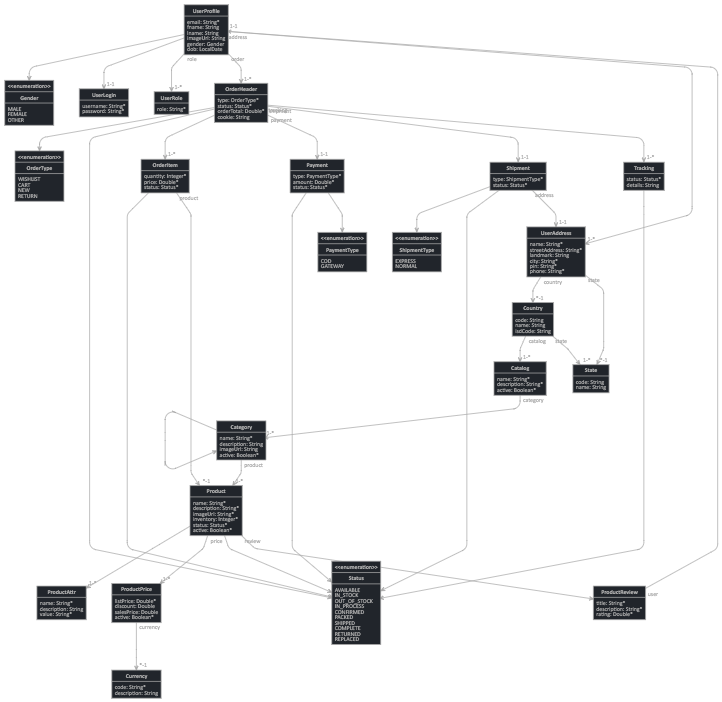 UserProfile
email: String*
fname: String
lname: String
imageUrl: String
gender: Gender
dob: LocalDate
1-1
address
role
order
<<enumeration>>
Gender
MALE
FEMALE
OTHER
1-1
UserLogin
username: String*
password: String*
1-*
UserRole
role: String*
1-*
OrderHeader
type: OrderType*
status: Status*
orderTotal: Double*
cookie: String
payment
<<enumeration>>
OrderType
WISHLIST
CART
NEW
RETURN
1-*
OrderItem
quantity: Integer*
price: Double*
status: Status*
product
1-1
Payment
type: PaymentType*
amount: Double*
status: Status*
1-1
Shipment
type: ShipmentType*
status: Status*
address
1-*
Tracking
status: Status*
details: String
<<enumeration>>
PaymentType
COD
GATEWAY
<<enumeration>>
ShipmentType
EXPRESS
NORMAL
1-1
UserAddress
name: String*
streetAddress: String*
landmark: String
city: String*
pin: String*
phone: String*
1-*
country
state
*-1
Country
code: String
name: String
isdCode: String
catalog
state
1-*
Catalog
name: String*
description: String*
active: Boolean*
category
1-*
*-1
State
code: String
name: String
Category
name: String*
description: String
imageUrl: String
active: Boolean*
1-*
product
*-1
1-*
Product
name: String*
description: String*
imageUrl: String*
inventory: Integer*
status: Status*
active: Boolean*
price
review
1-*
ProductAttr
name: String*
description: String
value: String*
1-*
ProductPrice
listPrice: Double*
discount: Double
salesPrice: Double
active: Boolean*
currency
<<enumeration>>
Status
AVAILABLE
IN_STOCK
OUT_OF_STOCK
IN_PROCESS
CONFIRMED
PACKED
SHIPPED
COMPLETE
RETURNED
REPLACED
1-*
ProductReview
title: String*
description: String*
rating: Double*
user
*-1
Currency
code: String*
description: String